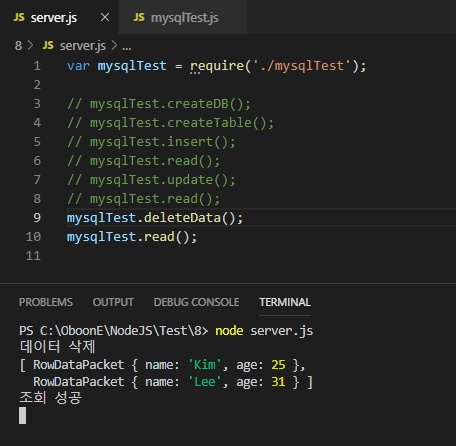 JS server.js × JS mysqlTest.js
8 > JS server.js > ...
1 var mysqlTest = require('./mysqlTest');
2
3 // mysqlTest.createDB();
4 // mysqlTest.createTable();
5 // mysqlTest.insert();
6 // mysqlTest.read();
7 // mysqlTest.update();
8 // mysqlTest.read();
9 mysqlTest.deleteData();
10 mysqlTest.read();
11
PROBLEMS OUTPUT DEBUG CONSOLE TERMINAL
PS C:\OboonE\NodeJS\Test\8> node server.js
데이터 삭제
[ RowDataPacket { name: 'Kim', age: 25 },
RowDataPacket { name: 'Lee', age: 31 } ]
조회 성공